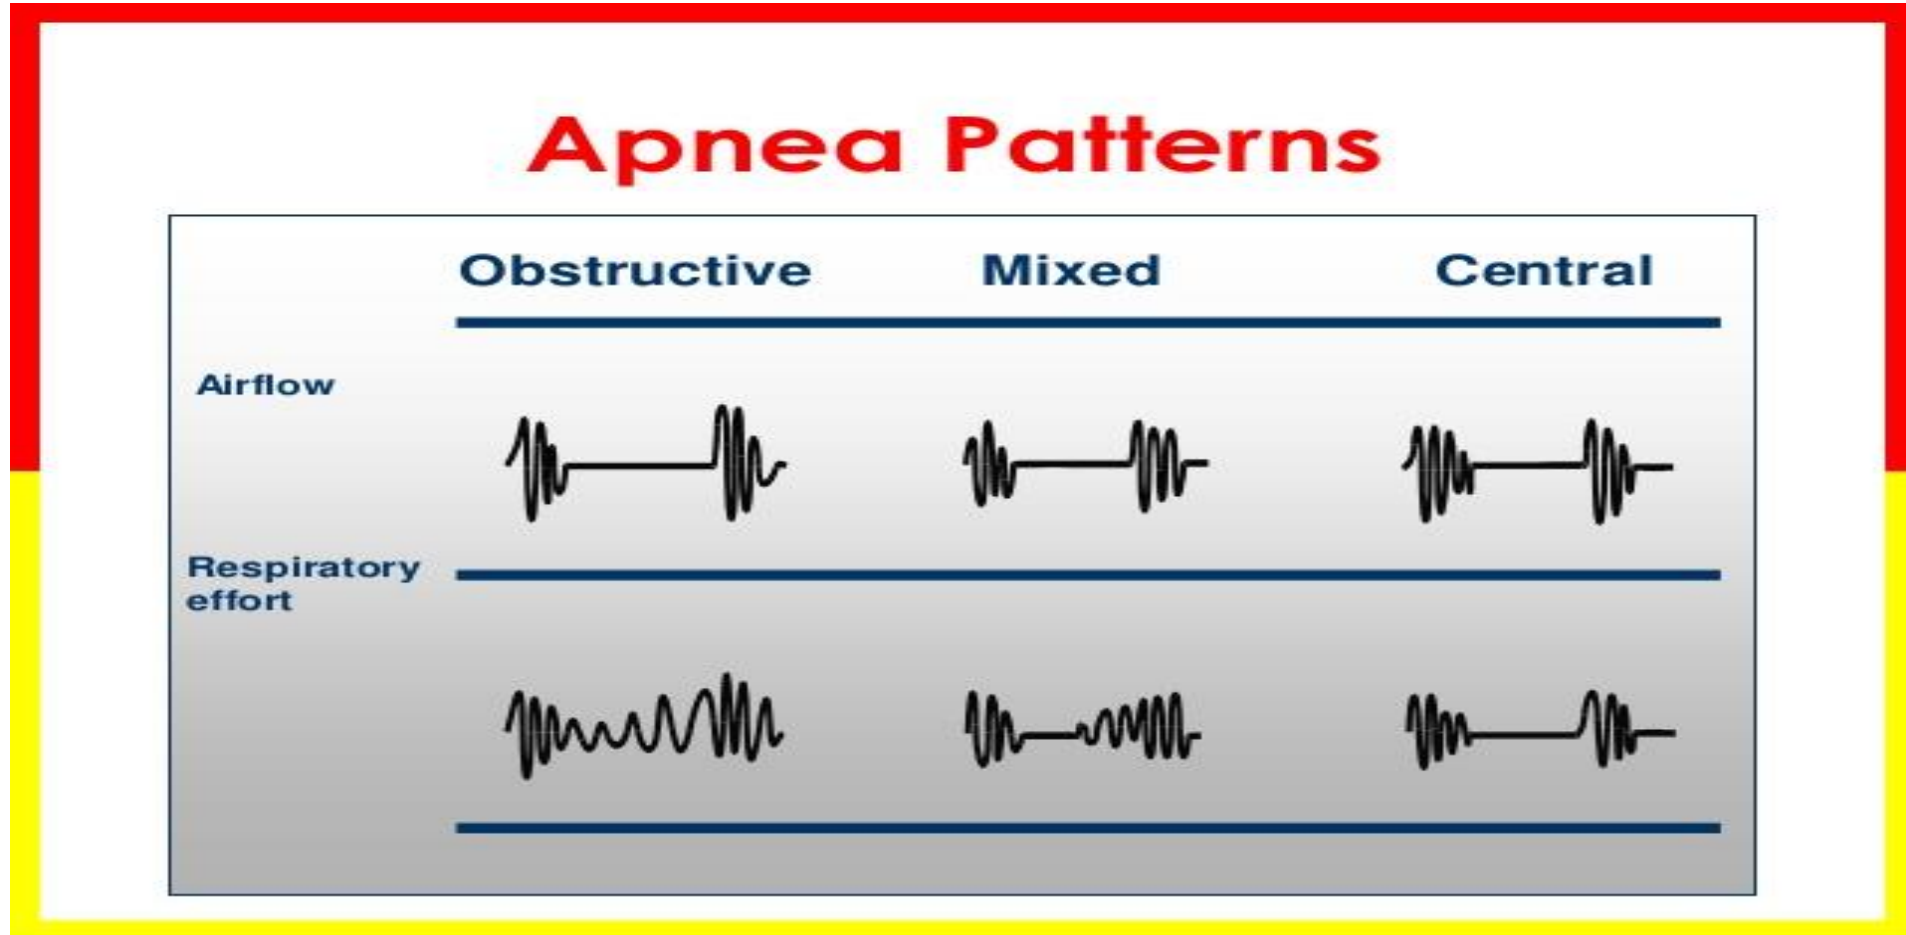 Apnea Patterns
Obstructive Mixed Central
Airflow
Respiratory
effort